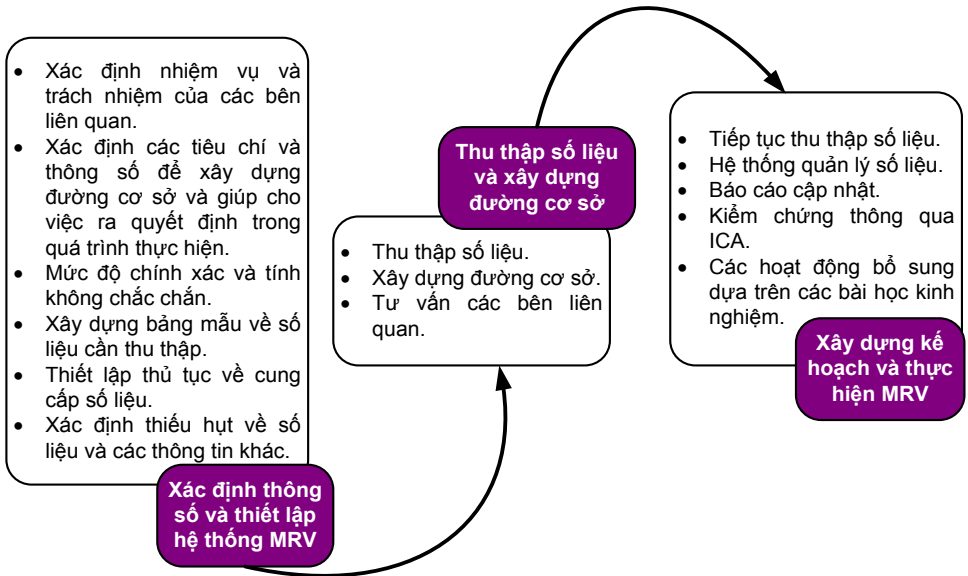 • Xác định nhiệm vụ và
trách nhiệm của các bên
liên quan.
• Xác định các tiêu chí và
thông số để xây dựng
đường cơ sở và giúp cho
việc ra quyết định trong
quá trình thực hiện.
• Mức độ chính xác và tính
không chắc chắn.
• Xây dựng bảng mẫu về số
liệu cần thu thập.
• Thiết lập thủ tục về cung
cấp số liệu.
• Xác định thiếu hụt về số
liệu và các thông tin khác.
Xác định thông
số và thiết lập
hệ thống MRV
Thu thập số liệu
và xây dựng
đường cơ sở
• Thu thập số liệu.
• Xây dựng đường cơ sở.
• Tư vấn các bên liên
quan.
• Tiếp tục thu thập số liệu.
• Hệ thống quản lý số liệu.
• Báo cáo cập nhật.
• Kiểm chứng thông qua
ICA.
• Các hoạt động bổ sung
dựa trên các bài học kinh
nghiệm.
Xây dựng kế
hoạch và thực
hiện MRV